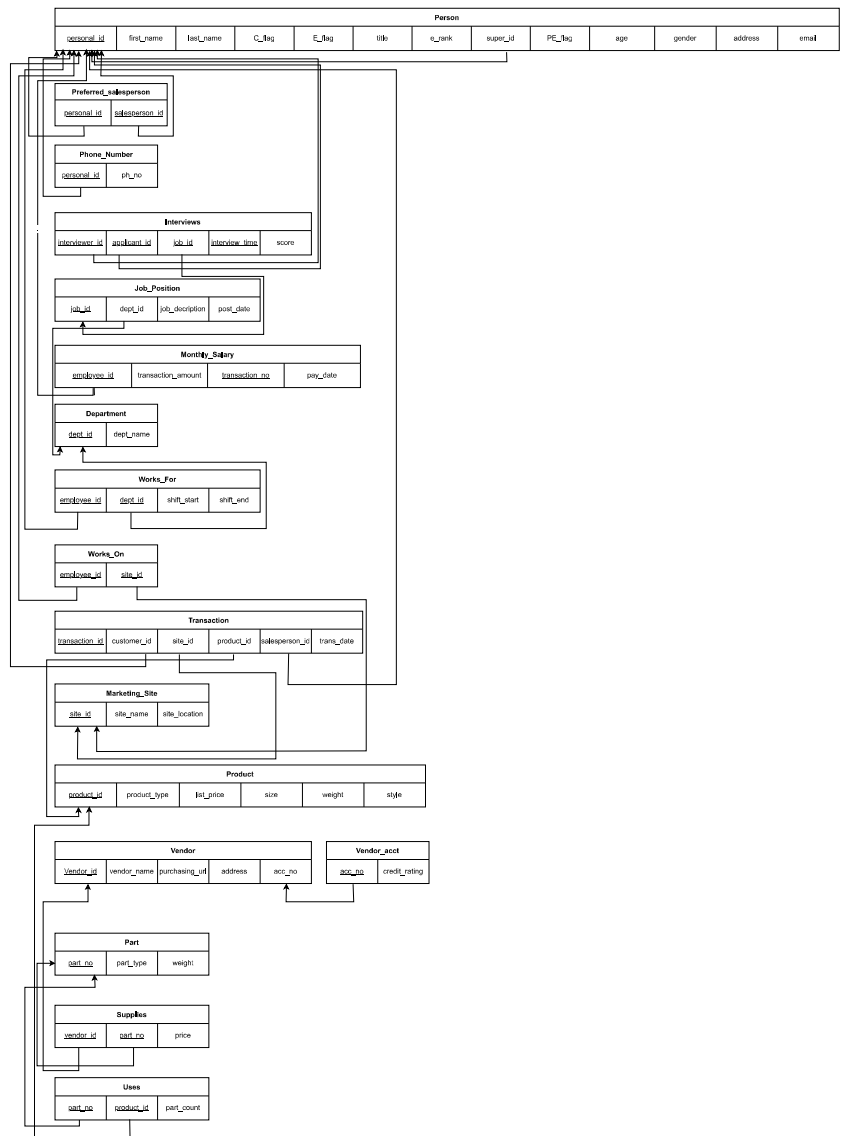 Person
personal_id first_name last_name C_flag E_flag title e_rank super_id PE_flag age gender address email
Preferred_salesperson
personal_id salesperson_id
Phone_Number
personal_id ph_no
Interviews
interviewer_id applicant_id job_id interview_time score
Job_Position
job_id dept_id job_decription post_date
Monthly_Salary
employee_id transaction_amount transaction_no pay_date
Department
dept_id dept_name
Works_For
employee_id dept_id shift_start shift_end
Works_On
employee_id site_id
Transaction
transaction_id customer_id site_id product_id salesperson_id trans_date
Marketing_Site
site_id site_name site_location
Product
product_id product_type list_price size weight style
Vendor Vendor_acct
Vendor_id vendor_name purchasing_url address acc_no acc_no credit_rating
Part
part_no part_type weight
Supplies
vendor_id part_no price
Uses
part_no product_id part_count